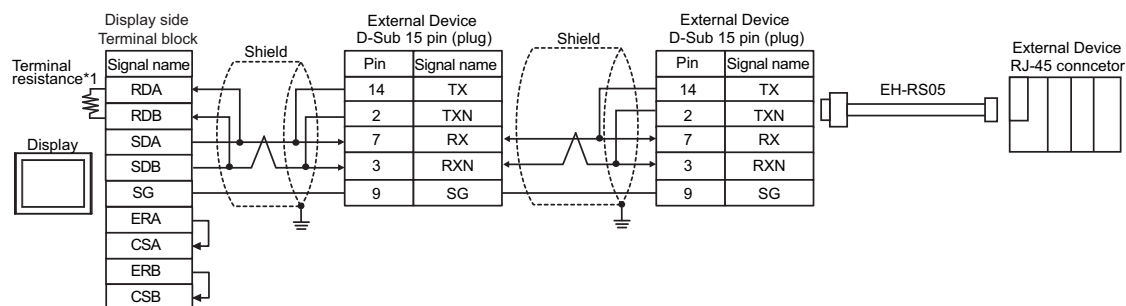 Display side
Terminal block
Shield
External Device
D-Sub 15 pin (plug)
Shield
External Device
D-Sub 15 pin (plug)
External Device
RJ-45 conncetor
Terminal
resistance*1
Signal name
Pin Signal name
Pin Signal name
RDA 14 TX 14 TX
EH-RS05
RDB 2 TXN 2 TXN
Display
SDA 7 RX 7 RX
SDB 3 RXN 3 RXN
SG 9 SG 9 SG
ERA
CSA
ERB
CSB